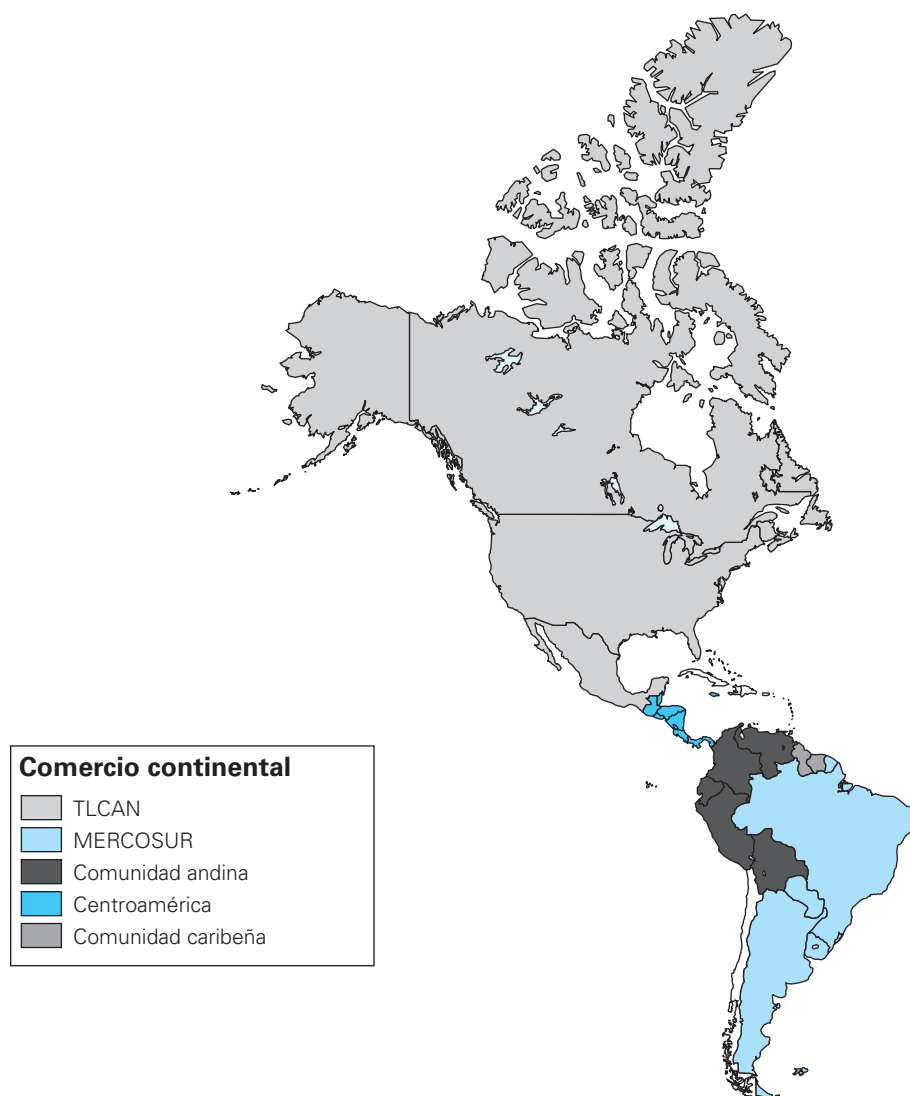 Comercio continental
TLCAN
MERCOSUR
Comunidad andina
Centroamérica
Comunidad caribeña